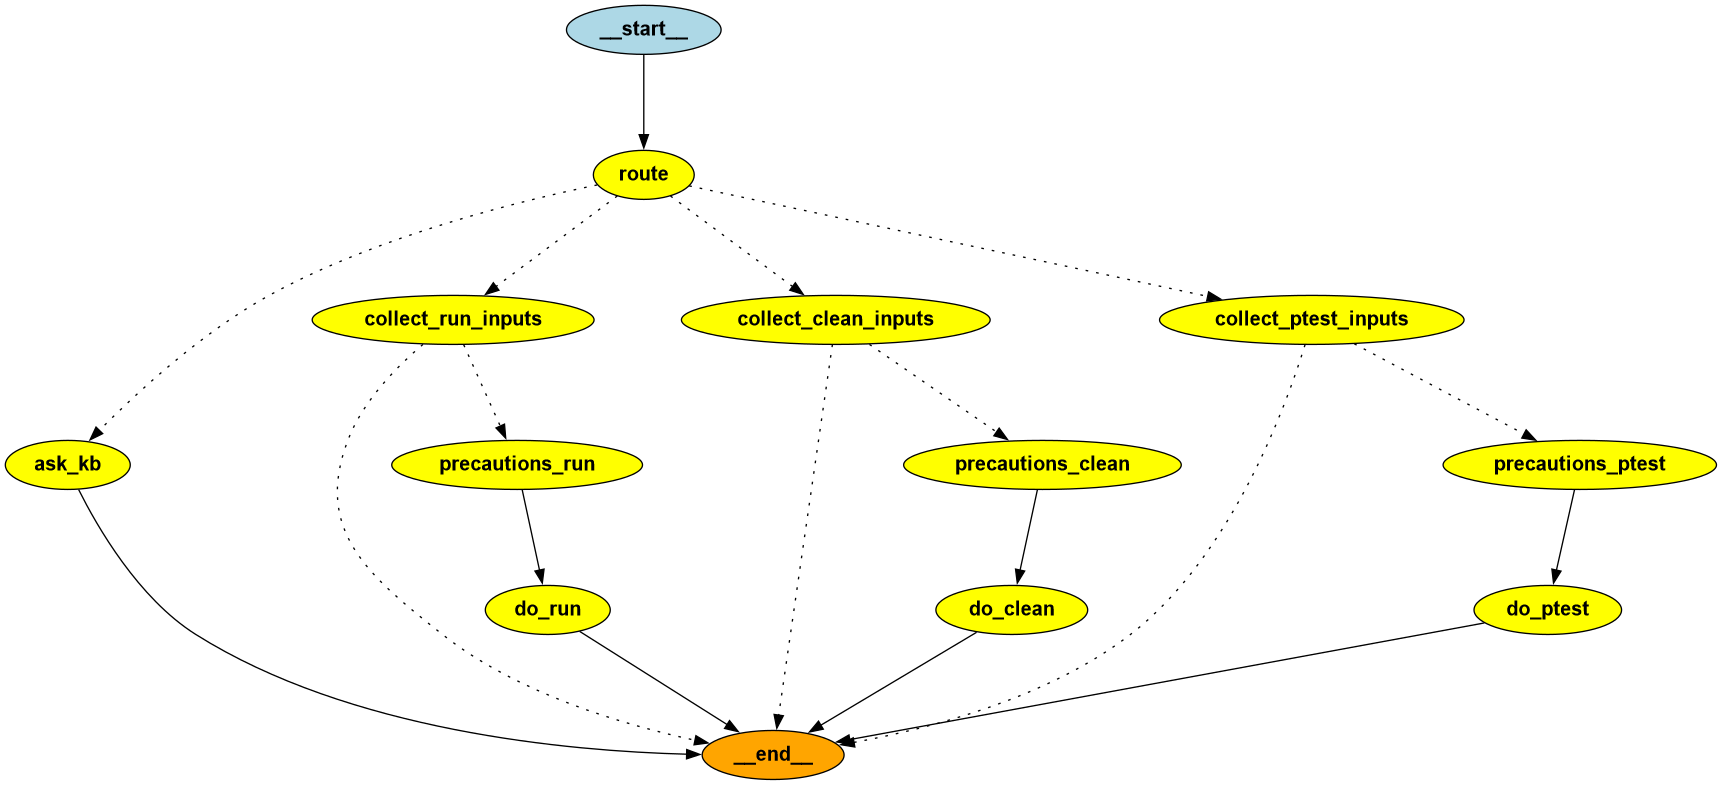 __start__
route
collect_run_inputs
collect_clean_inputs
collect_ptest_inputs
ask_kb
precautions_run
precautions_clean
precautions_ptest
do_run
do_clean
do_ptest
__end__